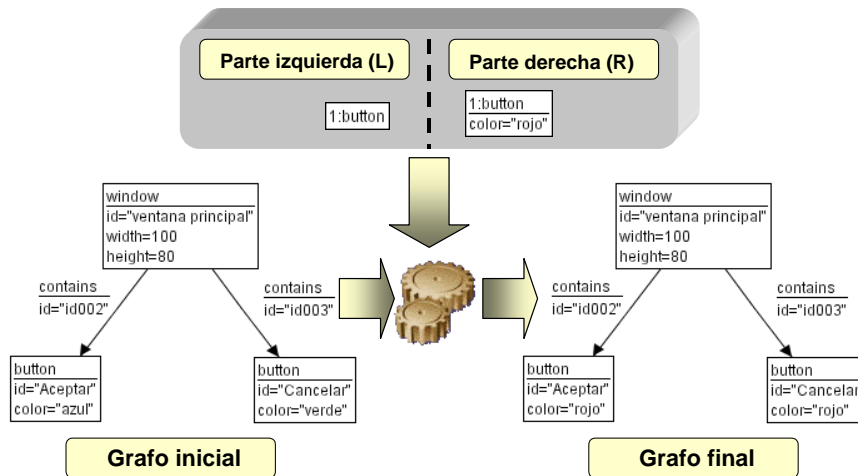 Parte izquierda (L)
Parte derecha (R)
1:button
1:button
color="rojo"
window
id="ventana principal"
width=100
height=80
contains
id="id002"
contains
id="id003"
button
id="Aceptar"
color="azul"
button
id="Cancelar"
color="verde"
Grafo inicial
window
id="ventana principal"
width=100
height=80
contains
id="id002"
contains
id="id003"
button
id="Aceptar"
color="rojo"
button
id="Cancelar
color="rojo"
Grafo final